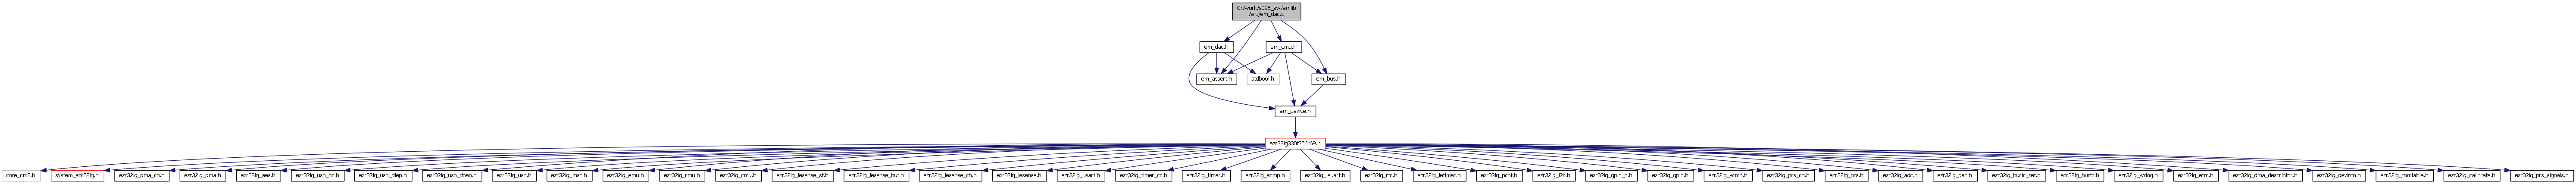 C:/work/s025_sw/emlib
/src/em_dac.c
em_dac.h
em_cmu.h
em_assert.h
stdbool.h
em_bus.h
em_device.h
ezr32lg330f256r69.h
core_cm3.h
system_ezr32lg.h
ezr32lg_dma_ch.h
ezr32lg_dma.h
ezr32lg_aes.h
ezr32lg_usb_hc.h
ezr32lg_usb_diep.h
ezr32lg_usb_doep.h
ezr32lg_usb.h
ezr32lg_msc.h
ezr32lg_emu.h
ezr32lg_rmu.h
ezr32lg_cmu.h
ezr32lg_lesense_st.h
ezr32lg_lesense_buf.h
ezr32lg_lesense_ch.h
ezr32lg_lesense.h
ezr32lg_usart.h
ezr32lg_timer_cc.h
ezr32lg_timer.h
ezr32lg_acmp.h
ezr32lg_leuart.h
ezr32lg_rtc.h
ezr32lg_letimer.h
ezr32lg_pcnt.h
ezr32lg_i2c.h
ezr32lg_gpio_p.h
ezr32lg_gpio.h
ezr32lg_vcmp.h
ezr32lg_prs_ch.h
ezr32lg_prs.h
ezr32lg_adc.h
ezr32lg_dac.h
ezr32lg_burtc_ret.h
ezr32lg_burtc.h
ezr32lg_wdog.h
ezr32lg_etm.h
ezr32lg_dma_descriptor.h
ezr32lg_devinfo.h
ezr32lg_romtable.h
ezr32lg_calibrate.h
ezr32lg_prs_signals.h